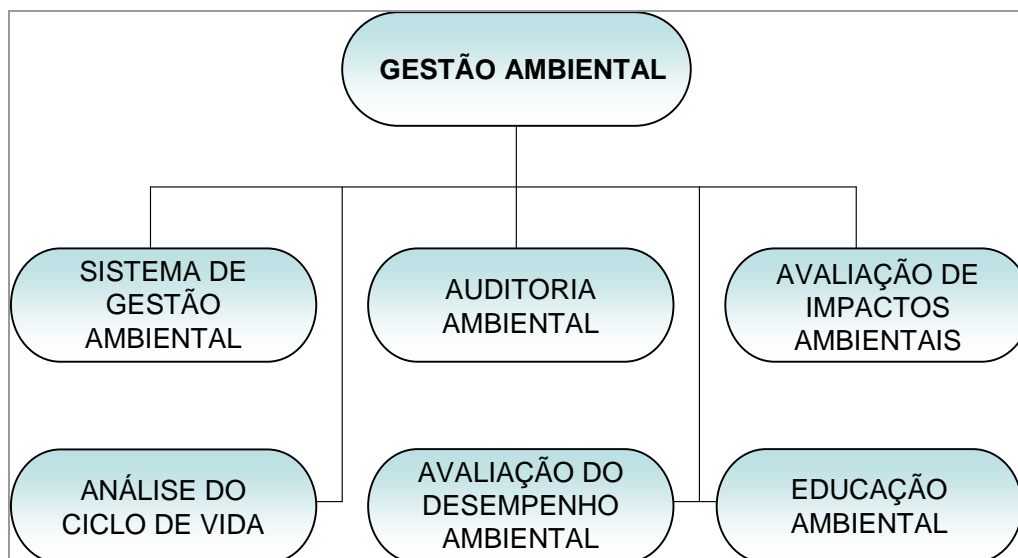 GESTÃO AMBIENTAL
SISTEMA DE
GESTÃO
AMBIENTAL
AUDITORIA
AMBIENTAL
AVALIAÇÃO DE
IMPACTOS
AMBIENTAIS
ANÁLISE DO
CICLO DE VIDA
AVALIAÇÃO DO
DESEMPENHO
AMBIENTAL
EDUCAÇÃO
AMBIENTAL